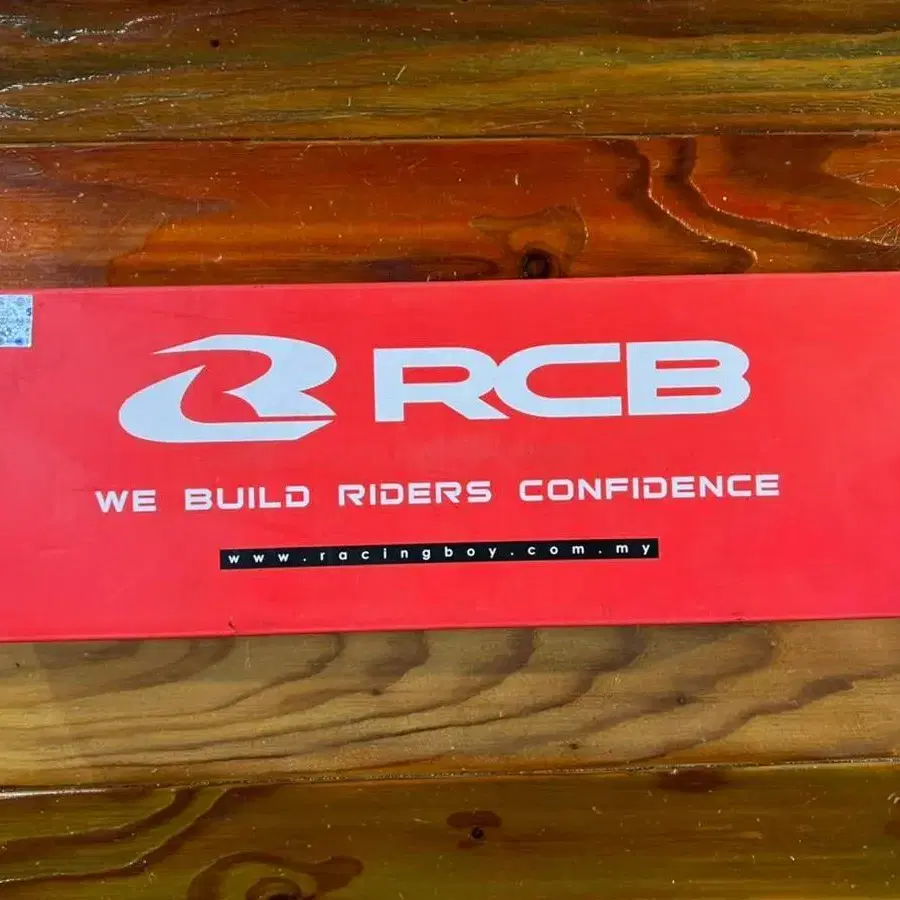 RCB
WE BUILD RIDERS CONFIDENCE
www.racingboy.com.my